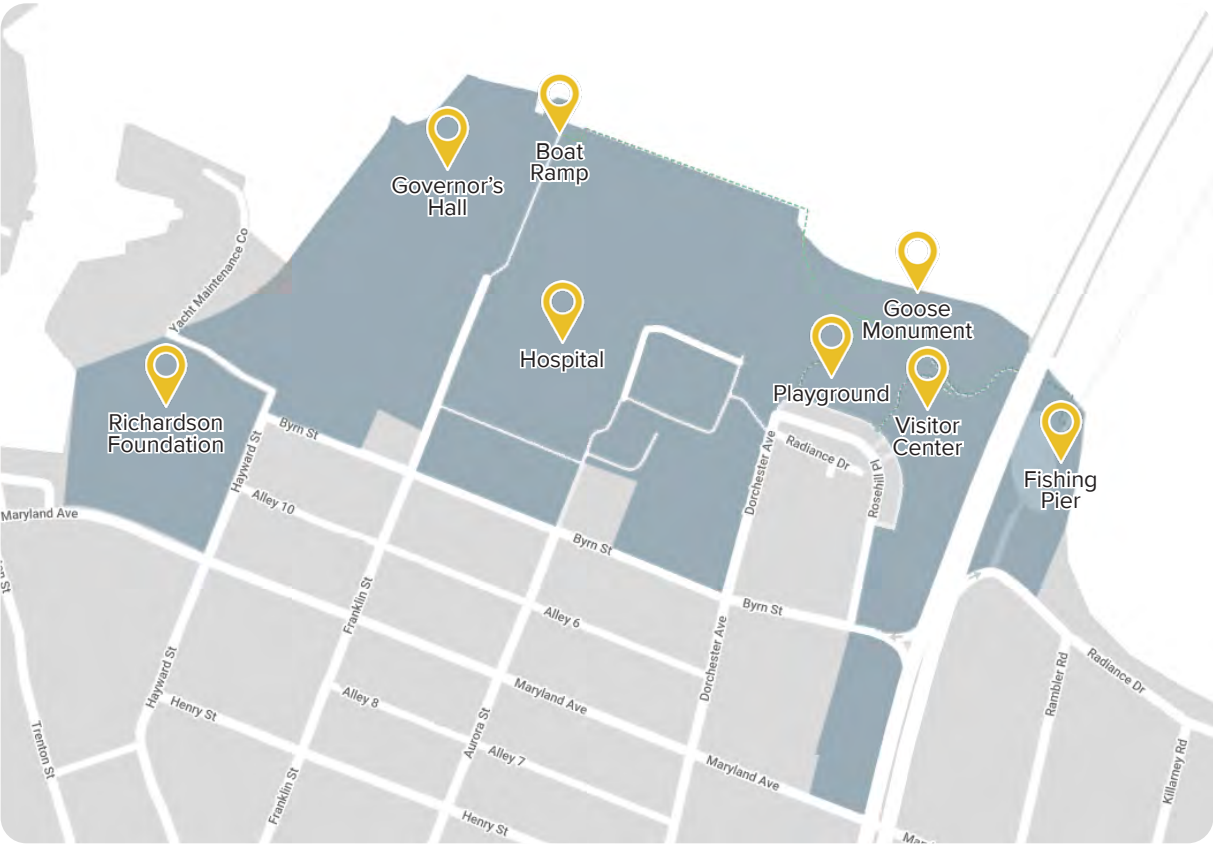 Boat
Ramp
Governor's
Hall
Yacht Maintenance Co
Goose
Monument
Hospital
Playground
Richardson
Foundation
Visitor
Center
Fishing
Pier
Byrn St
Hayward St
Radiance Dr
Dorchester Ave
Rosehill Pl
Alley 10
Maryland Ave
Byrn St
Franklin St
Byrn St
Alley 6
Dorchester Ave
Radiance Dr
Rambler Rd
Hayward St
Henry St
Alley 8
Maryland Ave
Aurora St
Trenton St
Alley 7
Maryland Ave
Killarney Rd
Franklin St
Henry St